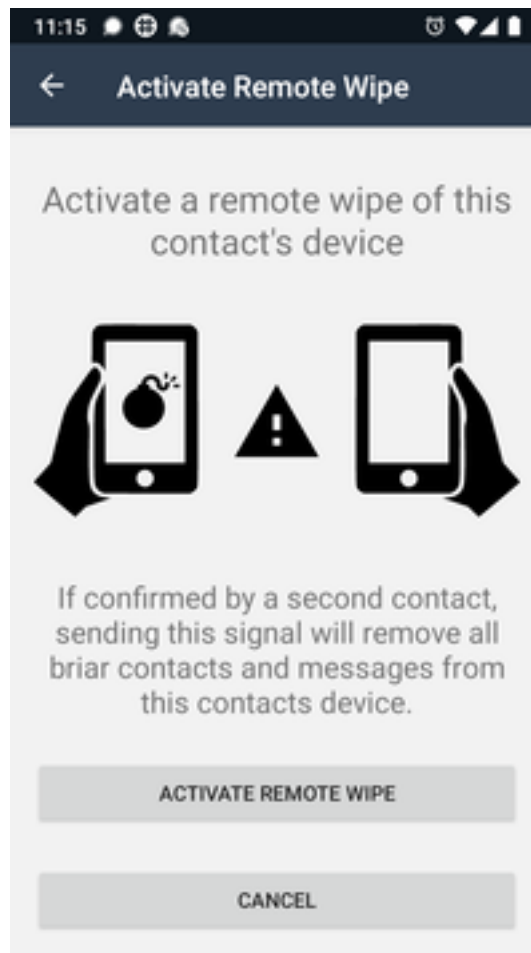 11:15
Activate Remote Wipe
Activate a remote wipe of this
contact's device
If confirmed by a second contact,
sending this signal will remove all
briar contacts and messages from
this contacts device.
ACTIVATE REMOTE WIPE
CANCEL